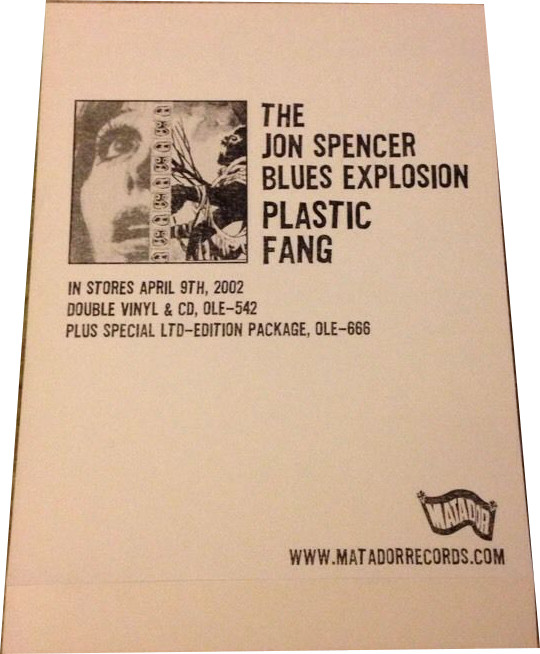 THE
JON SPENCER
BLUES EXPLOSION
PLASTIC
FANG
IN STORES APRIL 9TH, 2002
DOUBLE VINYL & CD, OLE-542
PLUS SPECIAL LTD-EDITION PACKAGE, OLE-666
MATADOR
WWW.MATADORRECORDS.COM